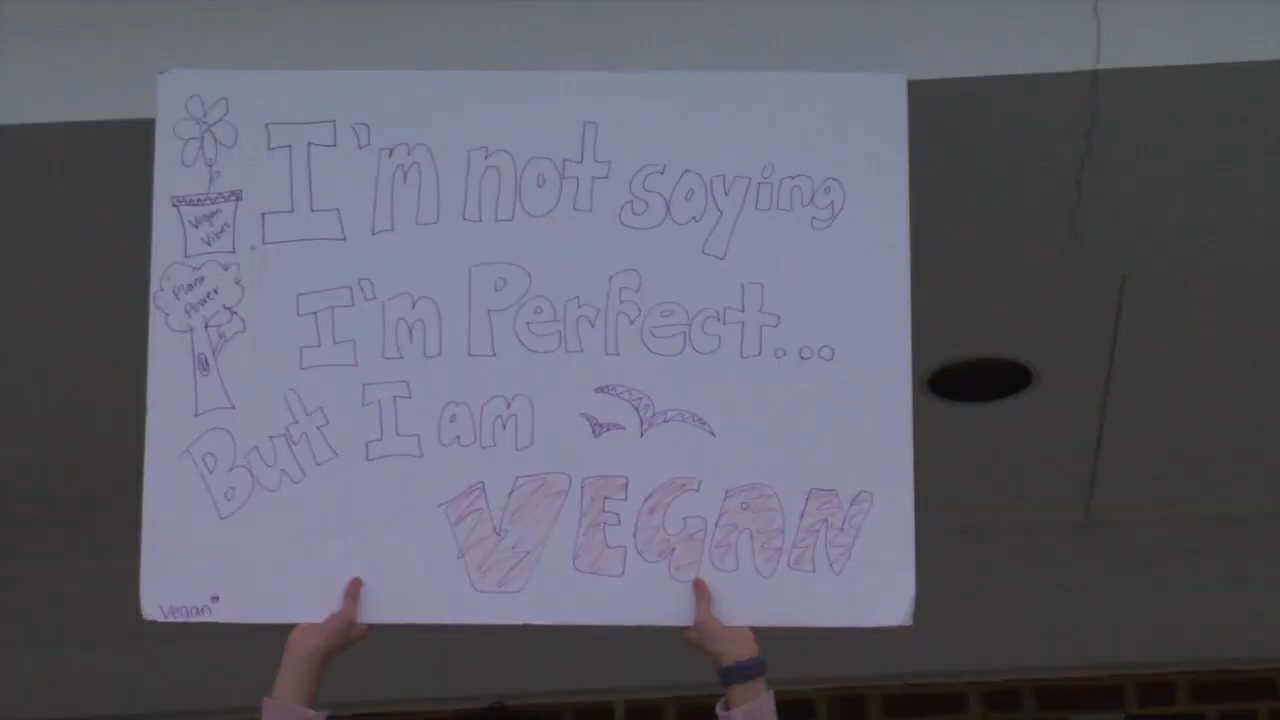 I'm not saying
I'm Perfect...
But I am
VEGAN
Vegan
Vibes
Plant
Power
vegan